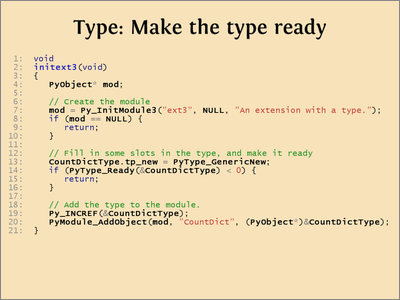 Type: Make the type ready
1: void
2: initext3(void)
3: {
4: PyObject* mod;
5:
6: // Create the module
7: mod = Py_InitModule3("ext3", NULL, "An extension with a type.");
8: if (mod == NULL) {
9: return;
10: }
11:
12: // Fill in some slots in the type, and make it ready
13: CountDictType.tp_new = PyType_GenericNew;
14: if (PyType_Ready(&CountDictType) < 0) {
15: return;
16: }
17:
18: // Add the type to the module.
19: Py_INCREF(&CountDictType);
20: PyModule_AddObject(mod, "CountDict", (PyObject*)&CountDictType);
21: }